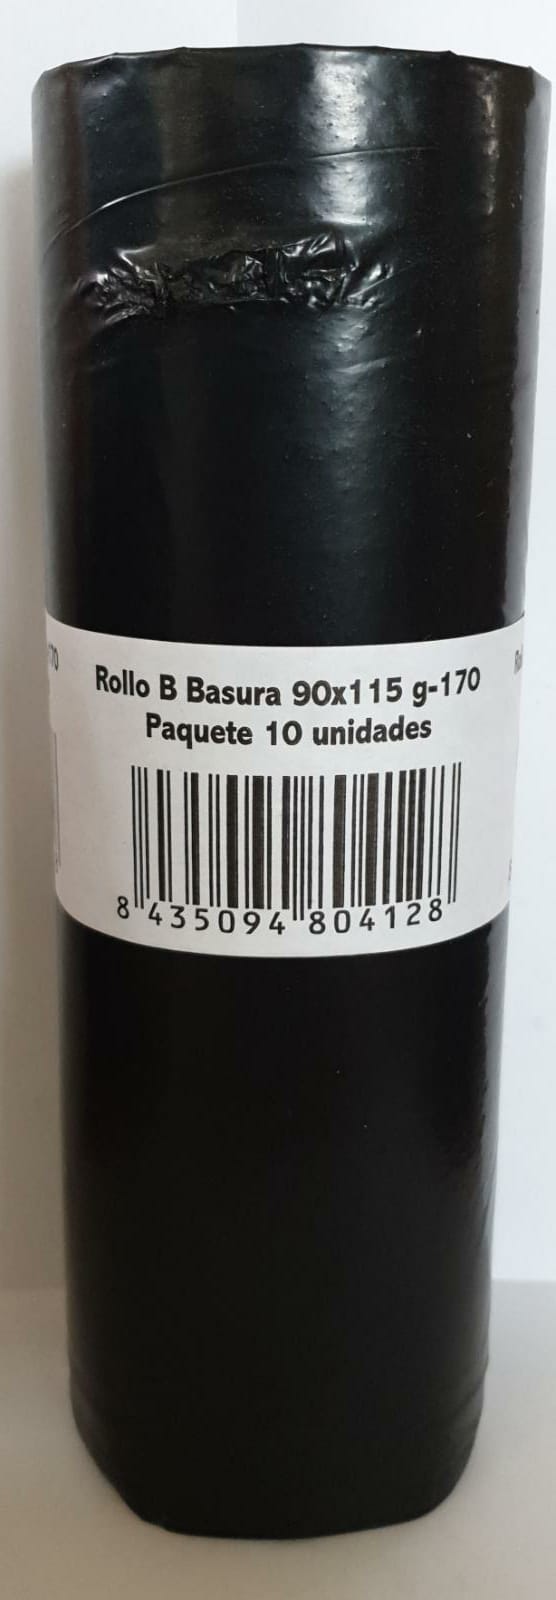 Rollo B Basura 90x115 g-170
Paquete 10 unidades
8 435094 804128